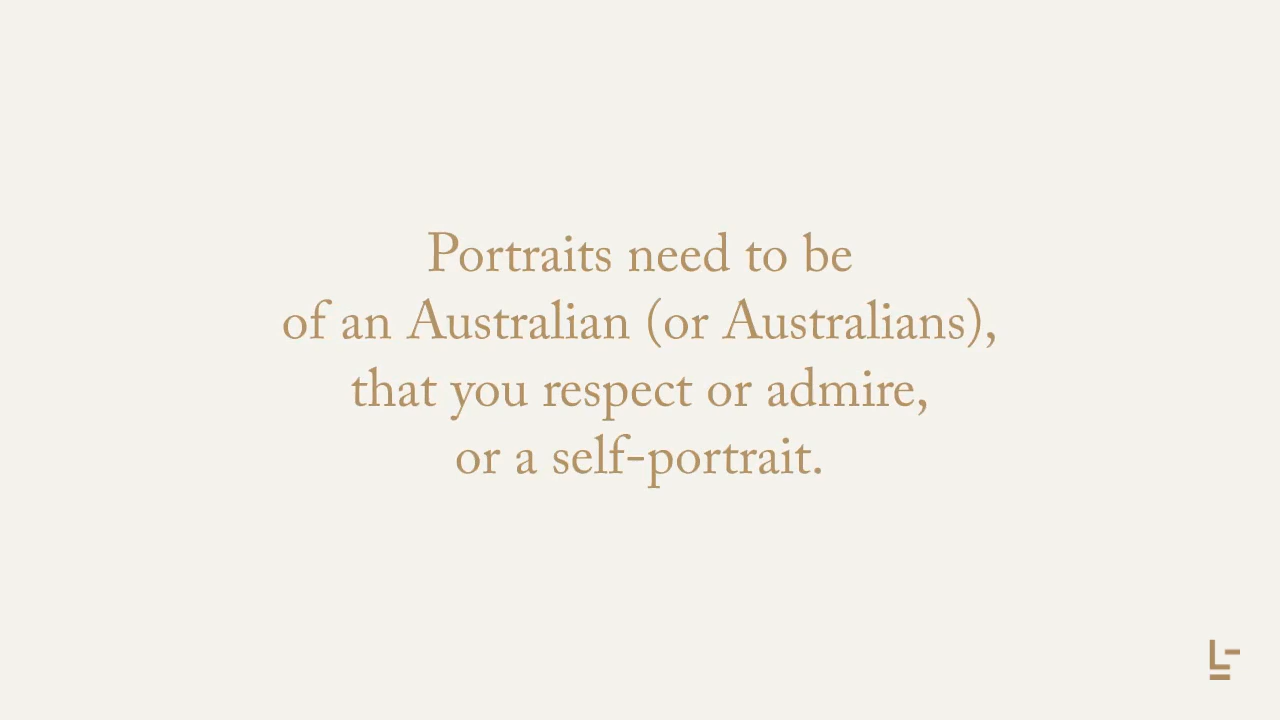 Portraits need to be
of an Australian (or Australians),
that you respect or admire,
or a self-portrait.